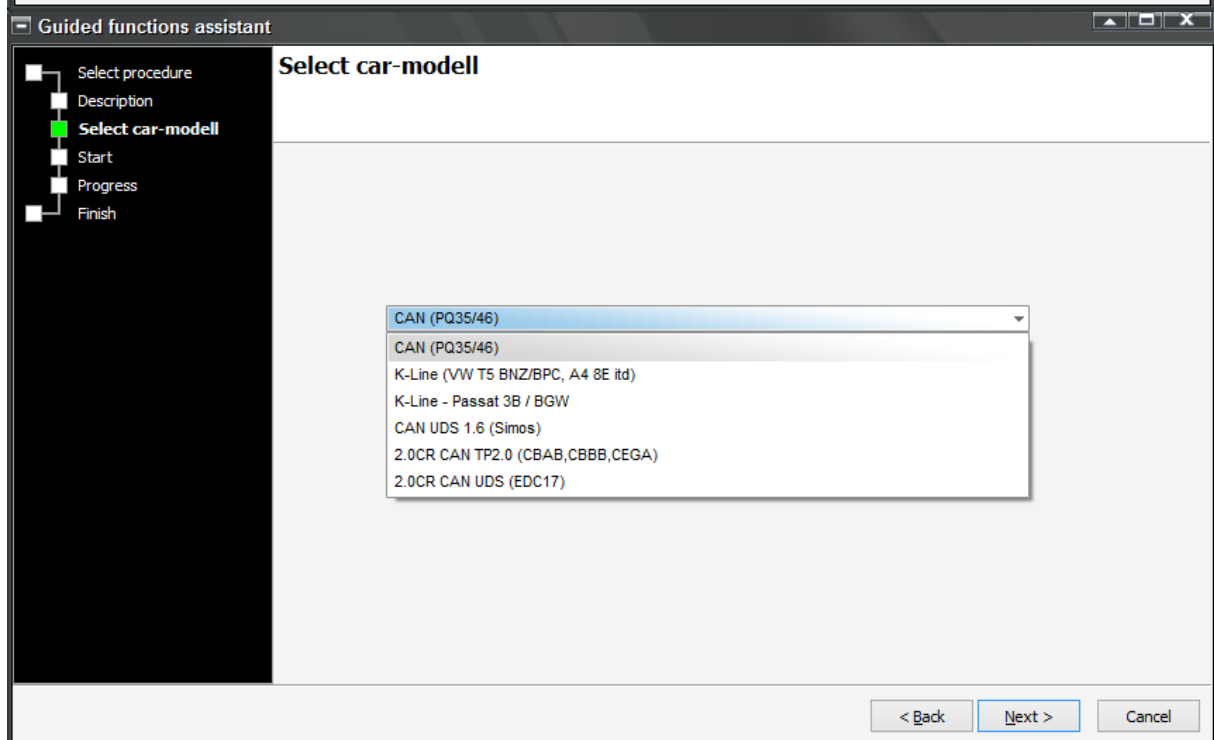 Guided functions assistant
Select procedure
Description
Select car-modell
Start
Progress
Finish
Select car-modell
CAN (PQ35/46)
CAN (PQ35/46)
K-Line (VW T5 BNZ/BPC, A4 8E itd)
K-Line - Passat 3B / BGW
CAN UDS 1.6 (Simos)
2.0CR CAN TP2.0 (CBAB,CBBB,CEGA)
2.0CR CAN UDS (EDC17)
< Back
Next >
Cancel